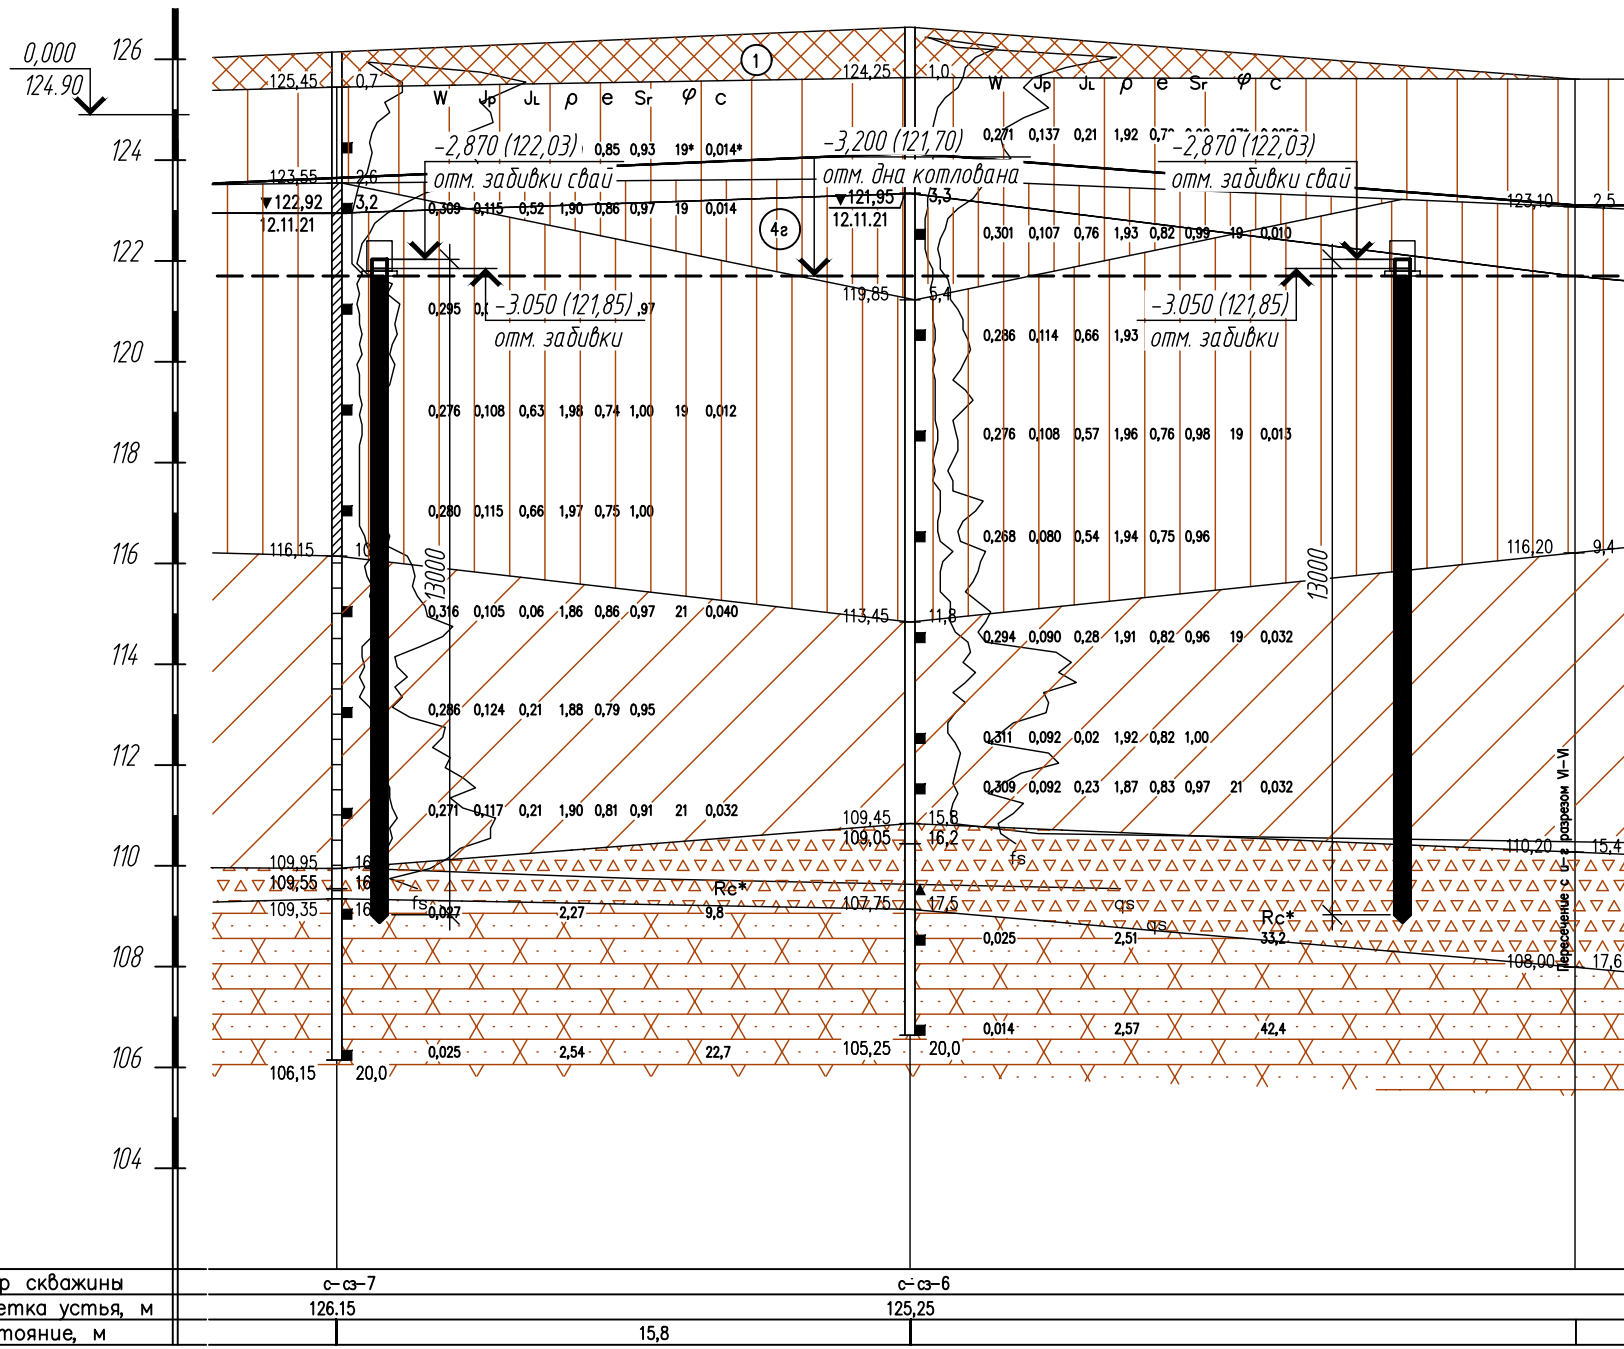 0,000
124.90
126
124
122
120
118
116
114
112
110
108
106
104
1
125,45 0,7
124,25 1,0
W Jp JL ρ e Sr φ c
W Jp JL ρ e Sr φ c
-2,870 (122,03)
отм. забивки свай
0,85 0,93 19* 0,014*
-3,200 (121,70)
отм. дна котлована
0,271 0,137 0,21 1,92
-2,870 (122,03)
отм. забивки свай
123,55 2,6
122,92 3,2
12.11.21
0,309 0,115 0,52 1,90 0,86 0,97 19 0,014
4г
121,95 3,3
12.11.21
0,301 0,107 0,76 1,93 0,82 0,99 19 0,010
123,10 2,5
119,85 5,4
0,295
-3.050 (121,85)
,97
отм. забивки
0,286 0,114 0,66 1,93
-3.050 (121,85)
отм. забивки
0,276 0,108 0,63 1,98 0,74 1,00 19 0,012
0,276 0,108 0,57 1,96 0,76 0,98 19 0,013
0,280 0,115 0,66 1,97 0,75 1,00
0,268 0,080 0,54 1,94 0,75 0,96
116,15 10
116,20 9,4
13000
13000
0,316 0,105 0,06 1,86 0,86 0,97 21 0,040
113,45 11,8
0,294 0,090 0,28 1,91 0,82 0,96 19 0,032
0,286 0,124 0,21 1,88 0,79 0,95
0,311 0,092 0,02 1,92 0,82 1,00
0,309 0,092 0,23 1,87 0,83 0,97 21 0,032
0,271 0,117 0,21 1,90 0,81 0,91 21 0,032
109,45 15,8
109,05 16,2
110,20 15,4
Пересечение с и-г разрезом VI-VI
109,95 16
109,55 16
109,35 16
fs
fs
Rc*
107,75 17,5
qs
qs
Rc*
0,027 2,27 9,8
0,025 2,51 33,2
108,00 17,6
0,014 2,57 42,4
0,025 2,54 22,7
105,25 20,0
106,15 20,0
р скважины с-сз-7 с-сз-6
етка устья, м 126.15 125,25
тояние, м 15,8